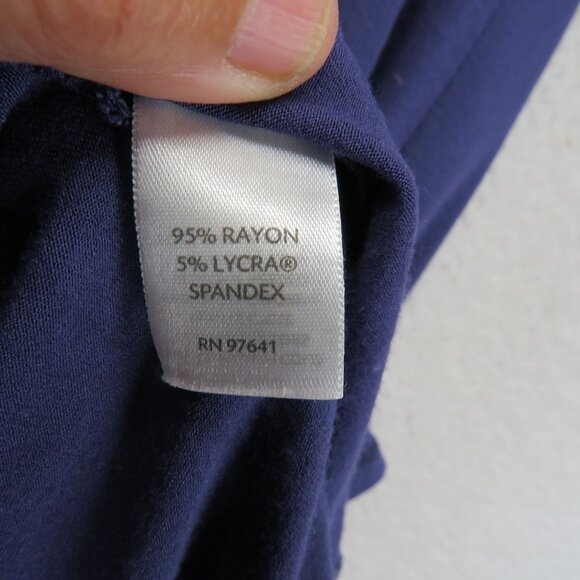 95% RAYON
5% LYCRA®
SPANDEX
RN 97641